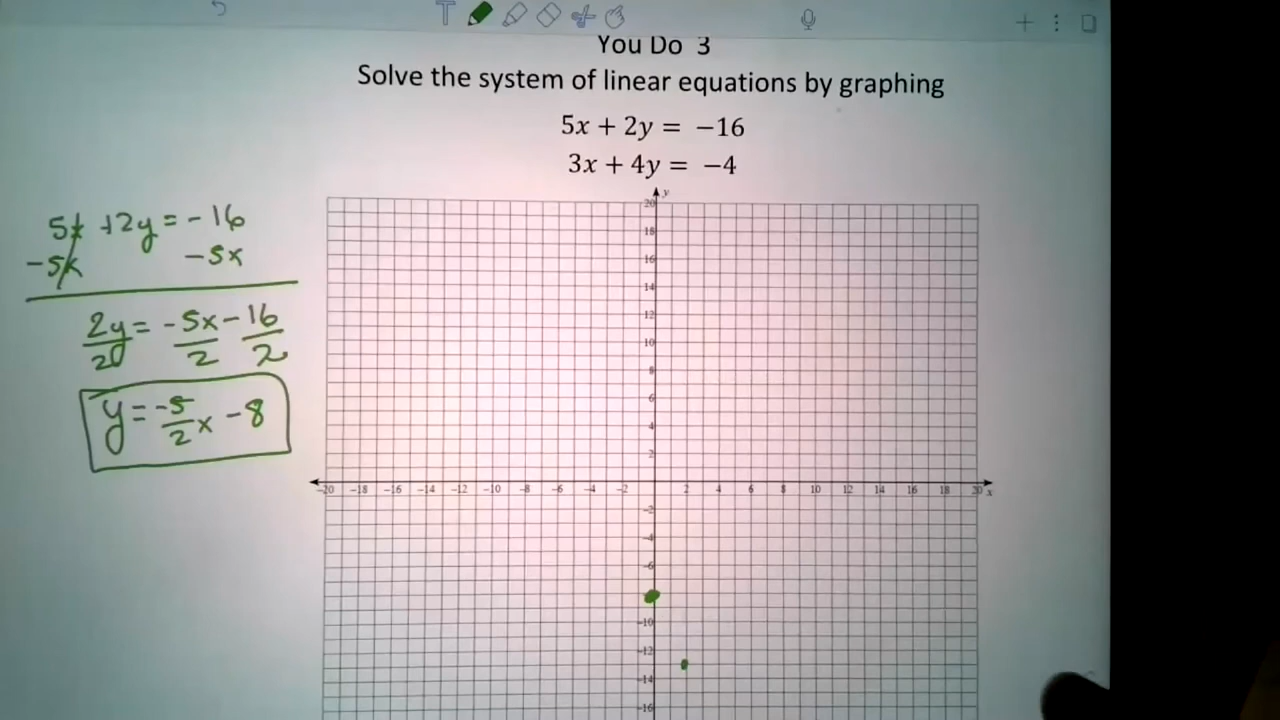 You Do 3
Solve the system of linear equations by graphing
5x + 2y = −16
3x + 4y = −4
5x +2y = -16
-5x -5x
2y = -5x - 16
2 2 2
y = -5/2 x - 8
y
20
18
16
14
12
10
8
6
4
2
-20 -18 -16 -14 -12 -10 -8 -6 -4 -2 2 4 6 8 10 12 14 16 18 20 x
-2
-4
-6
-10
-12
-14
-16